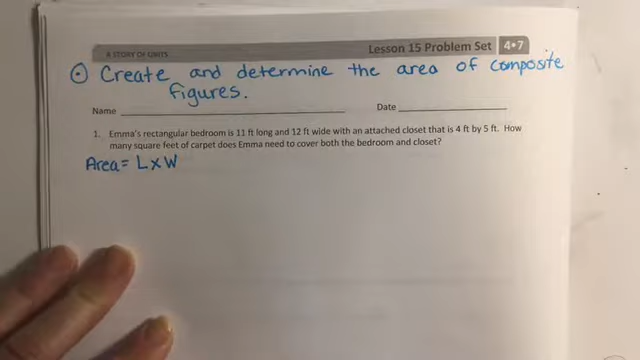 A STORY OF UNITS
Lesson 15 Problem Set 4•7
Create and determine the area of composite
figures.
Name
Date
1. Emma's rectangular bedroom is 11 ft long and 12 ft wide with an attached closet that is 4 ft by 5 ft. How
many square feet of carpet does Emma need to cover both the bedroom and closet?
Area = L x W